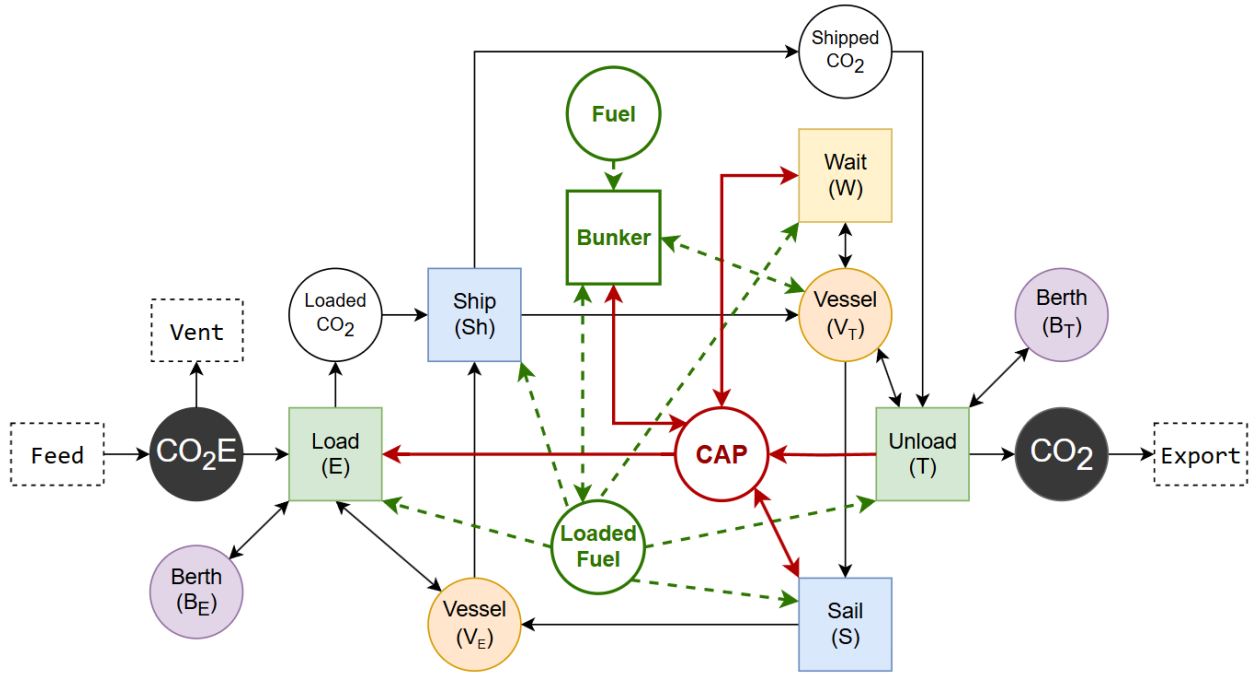 Shipped
CO2
Fuel
Wait
(W)
Bunker
Loaded
CO2
Ship
(Sh)
Vessel
(VT)
Berth
(BT)
Vent
Feed
CO2E
Load
(E)
CAP
Unload
(T)
CO2
Export
Loaded
Fuel
Berth
(BE)
Vessel
(VE)
Sail
(S)